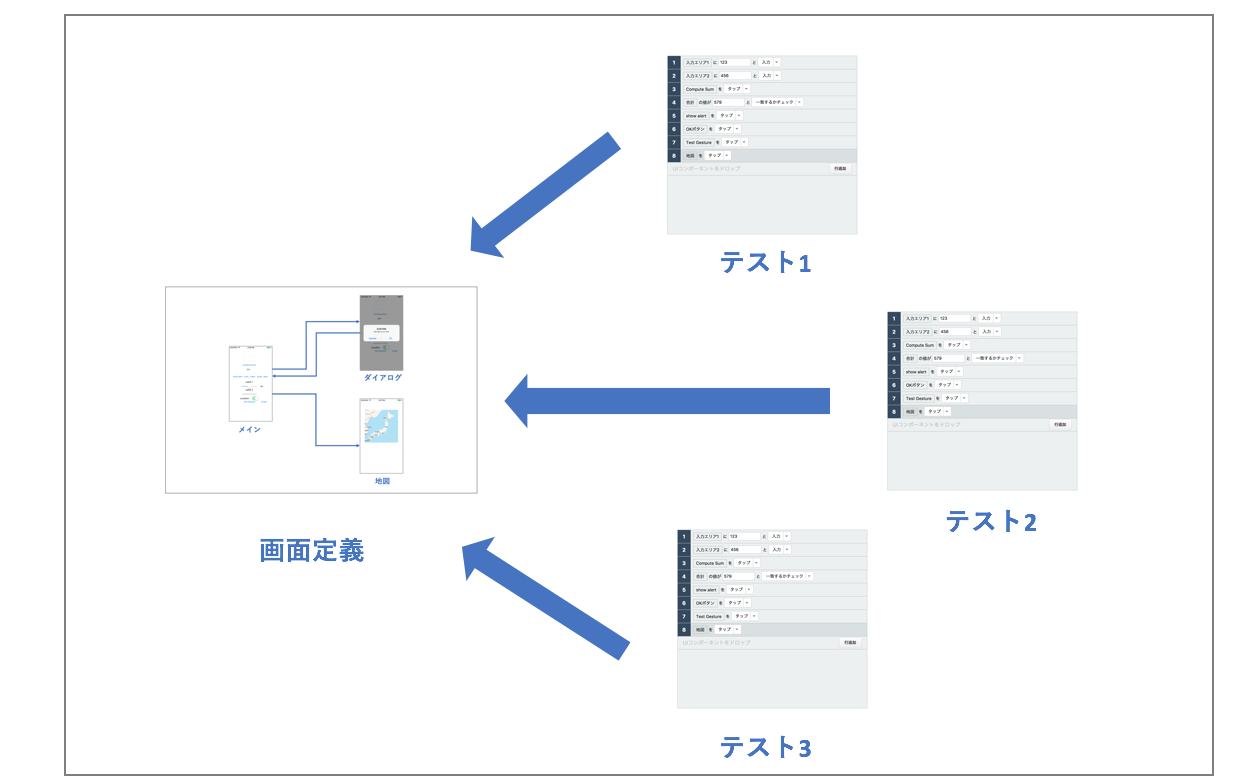 1 入力エリア1 に 123 と 入力
2 入力エリア2 に 456 と 入力
3 Compute Sum を タップ
4 合計 の値が 579 と 一致するかチェック
5 show alert を タップ
6 OKボタン を タップ
7 Test Gesture を タップ
8 地図 を タップ
UIコンポーネントをドロップ 行追加
テスト1
ダイアログ
メイン
地図
画面定義
1 入力エリア1 に 123 と 入力
2 入力エリア2 に 456 と 入力
3 Compute Sum を タップ
4 合計 の値が 579 と 一致するかチェック
5 show alert を タップ
6 OKボタン を タップ
7 Test Gesture を タップ
8 地図 を タップ
UIコンポーネントをドロップ 行追加
テスト2
1 入力エリア1 に 123 と 入力
2 入力エリア2 に 456 と 入力
3 Compute Sum を タップ
4 合計 の値が 579 と 一致するかチェック
5 show alert を タップ
6 OKボタン を タップ
7 Test Gesture を タップ
8 地図 を タップ
UIコンポーネントをドロップ 行追加
テスト3